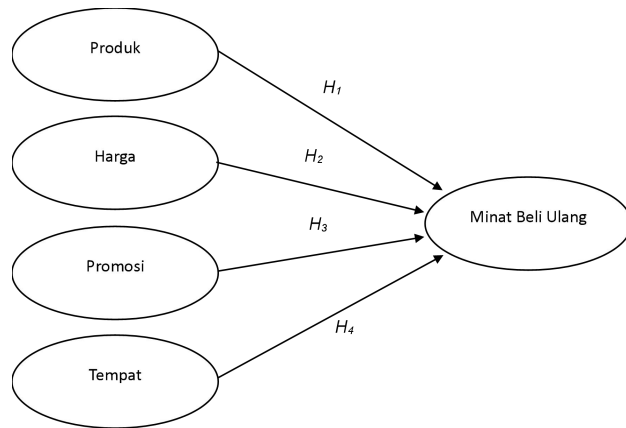 Produk
H₁
Harga
H₂
Minat Beli Ulang
H₃
Promosi
H₄
Tempat